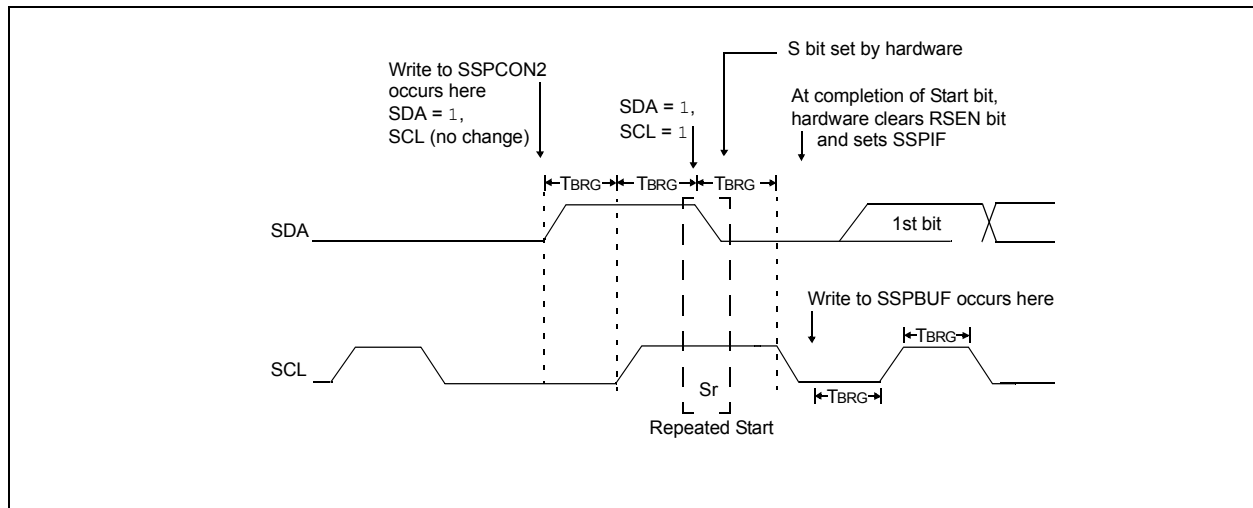 S bit set by hardware
Write to SSPCON2
occurs here
SDA = 1,
SCL (no change)
SDA = 1,
SCL = 1
At completion of Start bit,
hardware clears RSEN bit
and sets SSPIF
TBRG TBRG TBRG
SDA
1st bit
Write to SSPBUF occurs here
TBRG
SCL
Sr
TBRG
Repeated Start